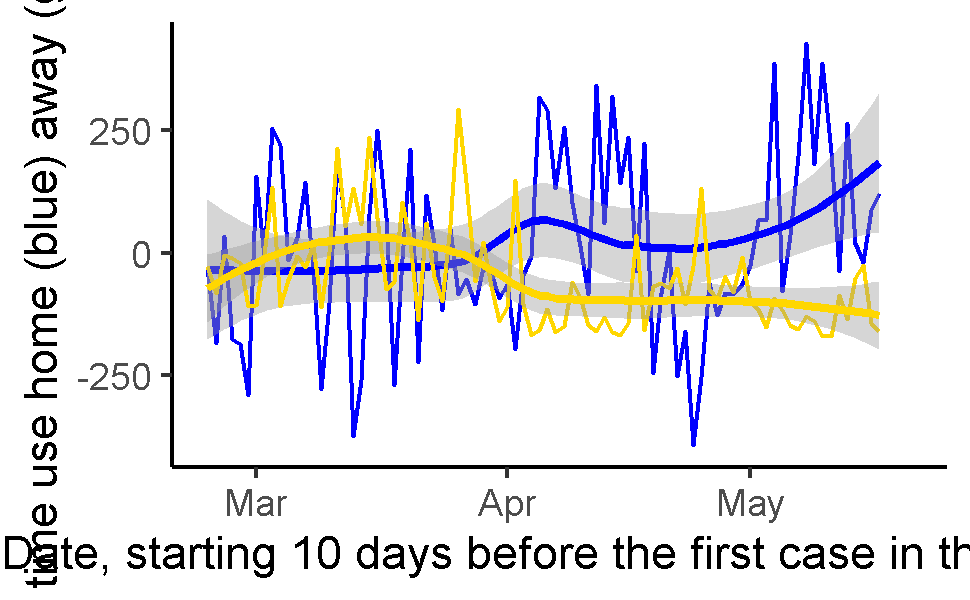 time use home (blue) away (
250
0
-250
Mar Apr May
Date, starting 10 days before the first case in th